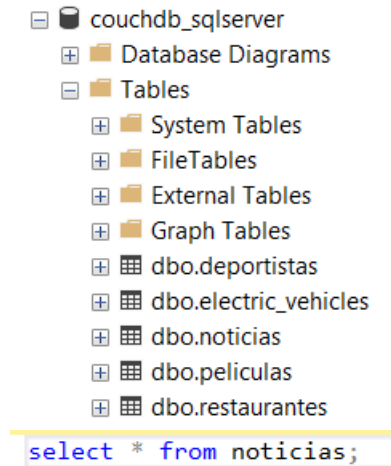 couchdb_sqlserver
Database Diagrams
Tables
System Tables
FileTables
External Tables
Graph Tables
dbo.deportistas
dbo.electric_vehicles
dbo.noticias
dbo.peliculas
dbo.restaurantes
select * from noticias;